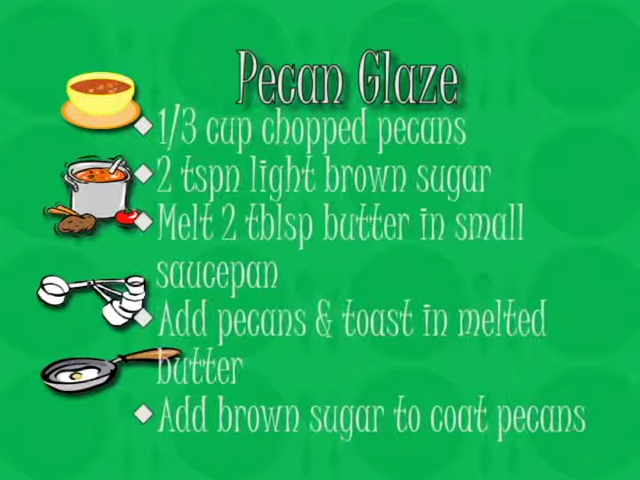 Pecan Glaze
1/3 cup chopped pecans
2 tspn light brown sugar
Melt 2 tblsp butter in small
saucepan
Add pecans & toast in melted
butter
Add brown sugar to coat pecans